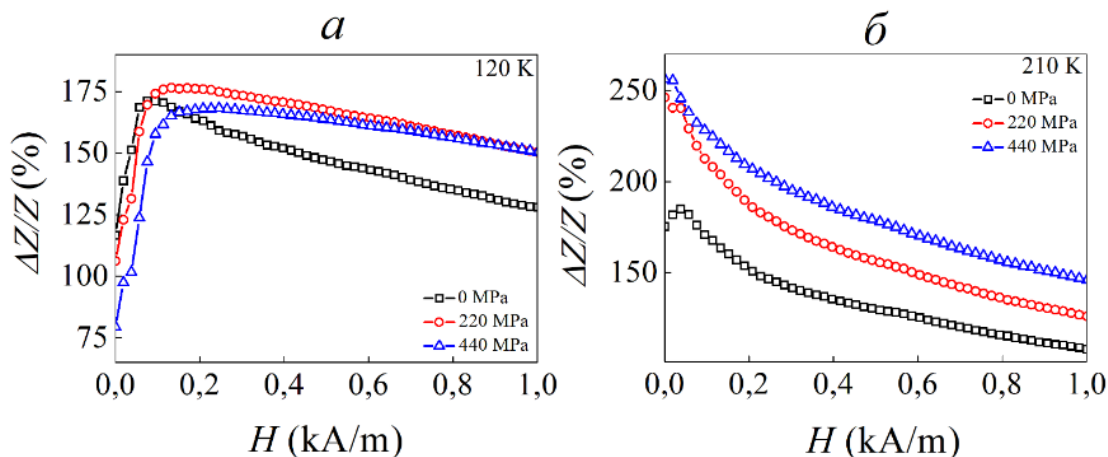 а
120 K
ΔZ/Z (%)
175
150
125
100
75
0 MPa
220 MPa
440 MPa
0,0 0,2 0,4 0,6 0,8 1,0
H (kA/m)
б
210 K
ΔZ/Z (%)
250
200
150
0 MPa
220 MPa
440 MPa
0,0 0,2 0,4 0,6 0,8 1,0
H (kA/m)